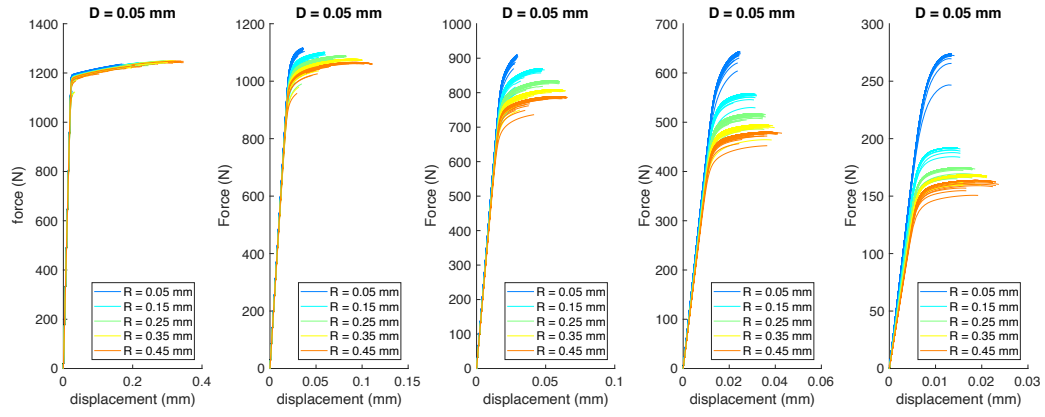 D = 0.05 mm
force (N)
1400
1200
1000
800
600
400
200
0
0
0.2
0.4
displacement (mm)
R = 0.05 mm
R = 0.15 mm
R = 0.25 mm
R = 0.35 mm
R = 0.45 mm
D = 0.05 mm
Force (N)
1200
1000
800
600
400
200
0
0
0.05
0.1
0.15
displacement (mm)
R = 0.05 mm
R = 0.15 mm
R = 0.25 mm
R = 0.35 mm
R = 0.45 mm
D = 0.05 mm
Force (N)
1000
900
800
700
600
500
400
300
200
100
0
0
0.05
0.1
displacement (mm)
R = 0.05 mm
R = 0.15 mm
R = 0.25 mm
R = 0.35 mm
R = 0.45 mm
D = 0.05 mm
Force (N)
700
600
500
400
300
200
100
0
0
0.02
0.04
0.06
displacement (mm)
R = 0.05 mm
R = 0.15 mm
R = 0.25 mm
R = 0.35 mm
R = 0.45 mm
D = 0.05 mm
Force (N)
300
250
200
150
100
50
0
0
0.01
0.02
0.03
displacement (mm)
R = 0.05 mm
R = 0.15 mm
R = 0.25 mm
R = 0.35 mm
R = 0.45 mm